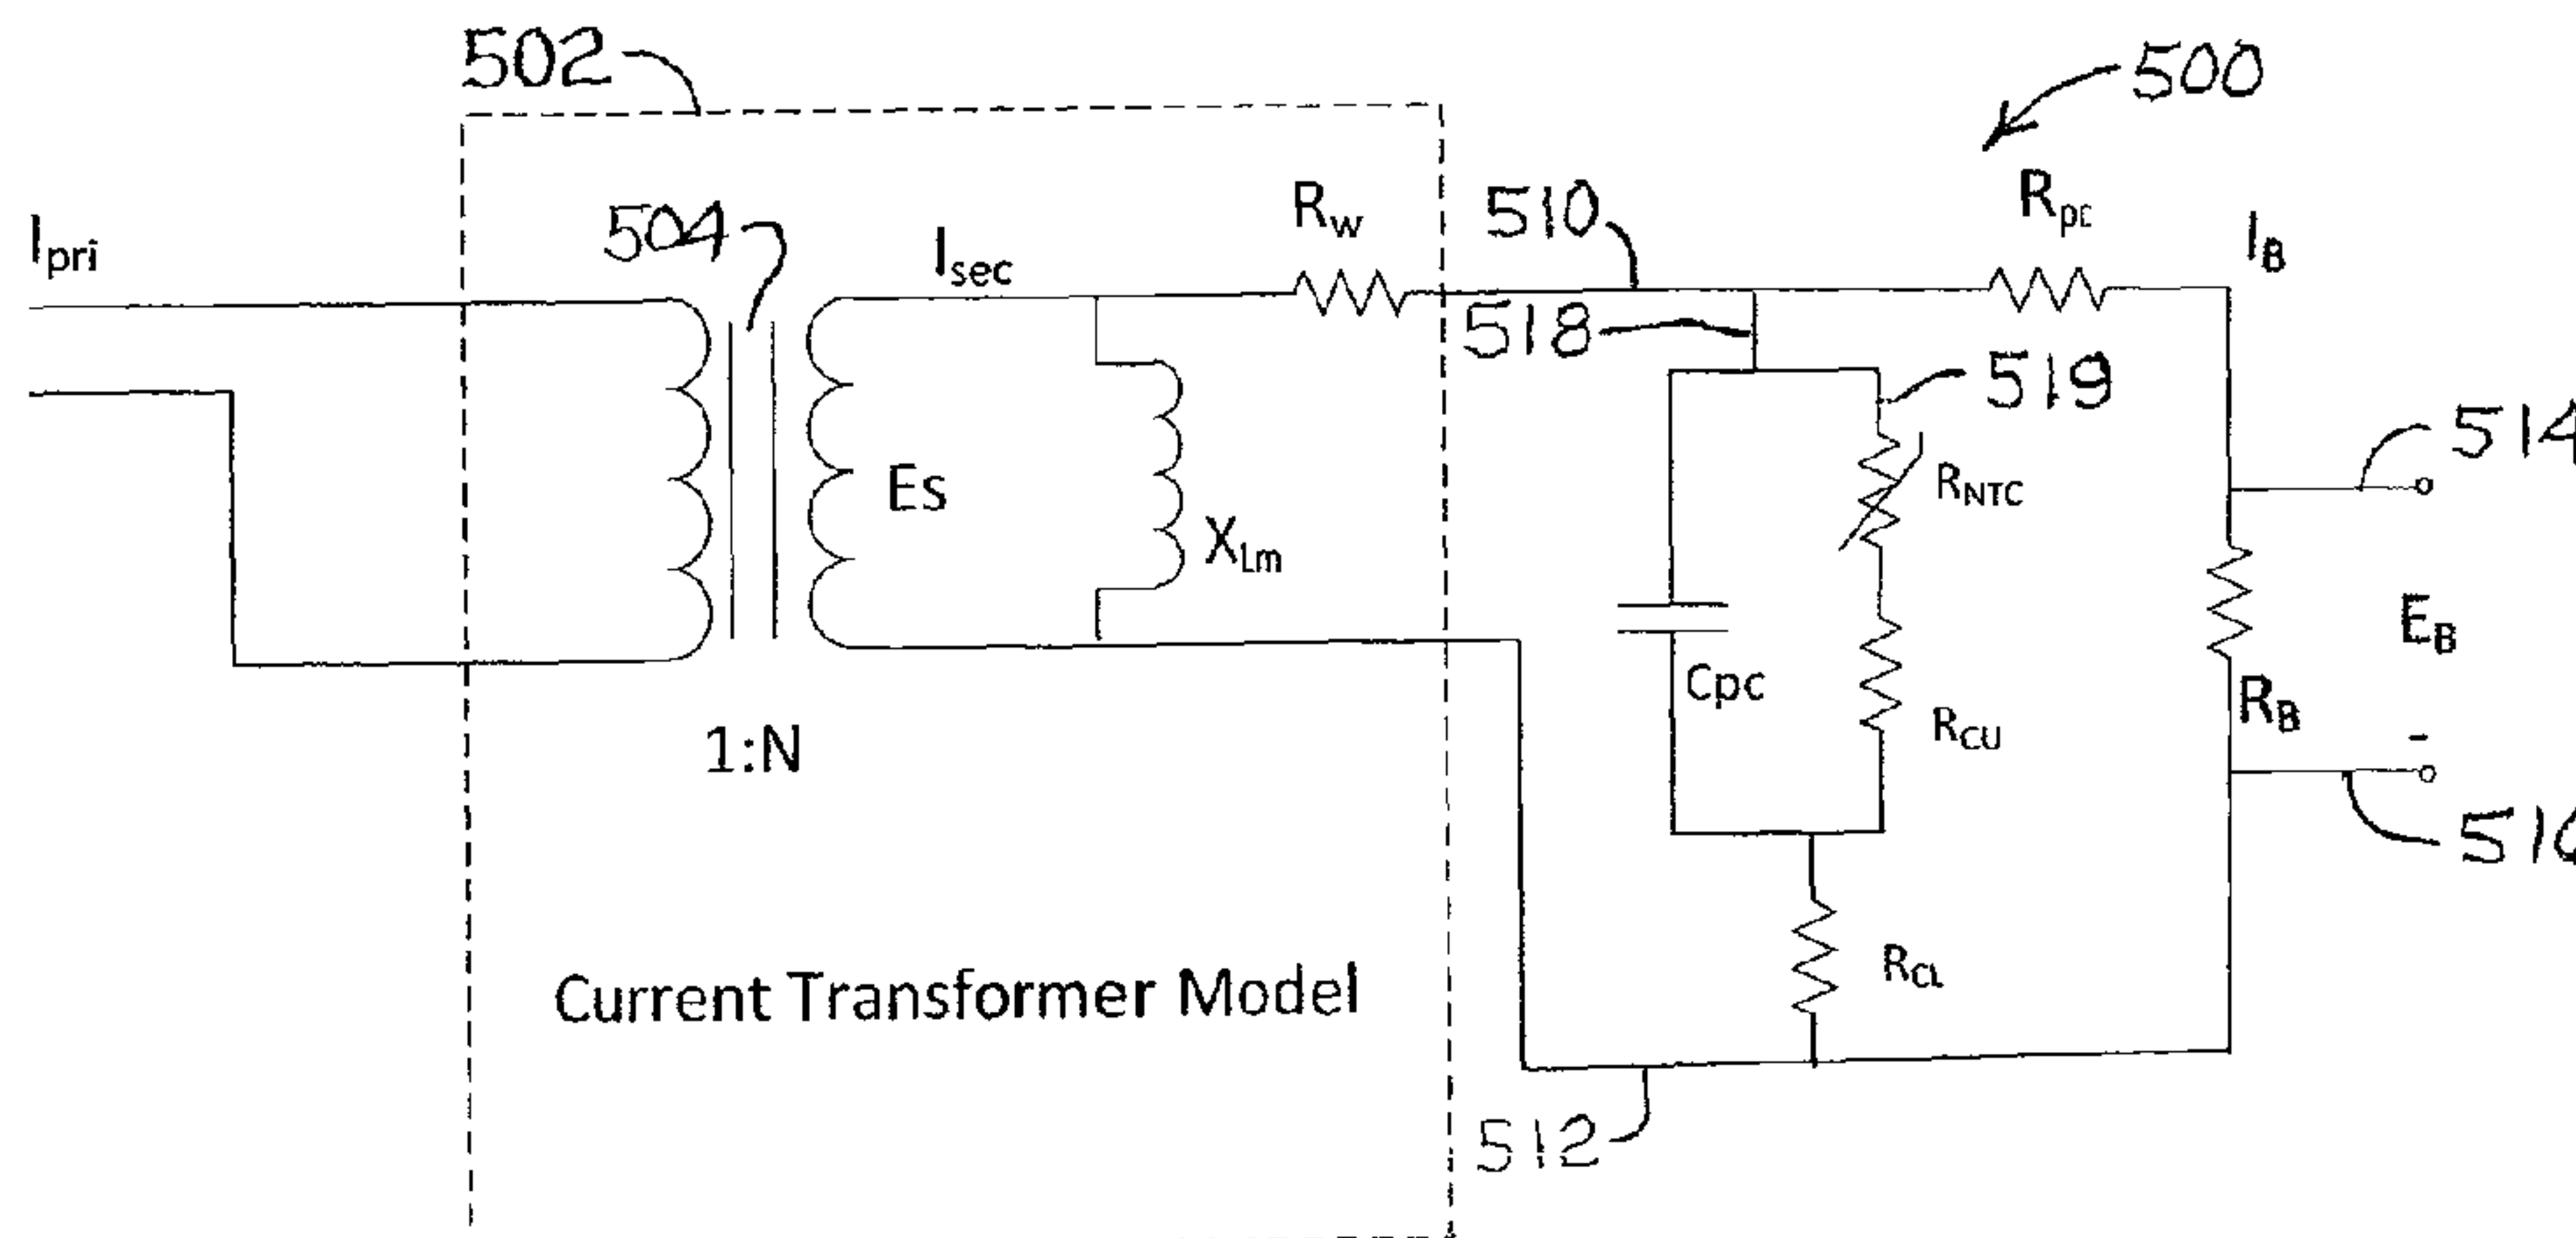 502
500
504
Rw
510
Rpc
IB
Ipri
Isec
518
519
514
RNTC
Es
XLm
EB
Cpc
RCU
RB
-
1:N
RCL
Current Transformer Model
512